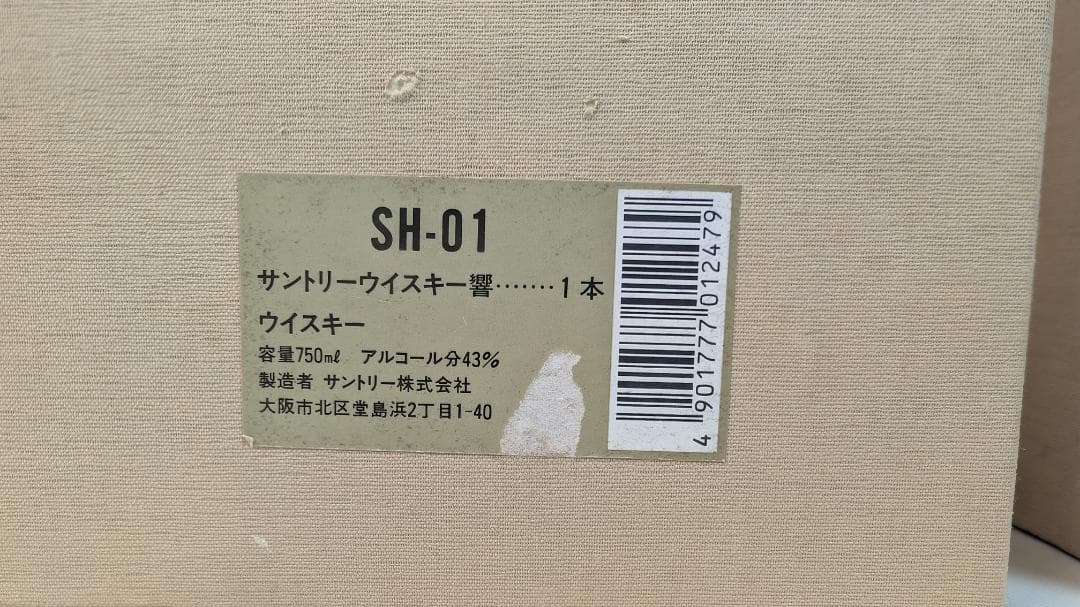 SH-01
サントリーウイスキー響‥‥‥‥1本
ウイスキー
容量750㎖ アルコール分43%
製造者 サントリー株式会社
大阪市北区堂島浜2丁目1-40
4 901777 012479